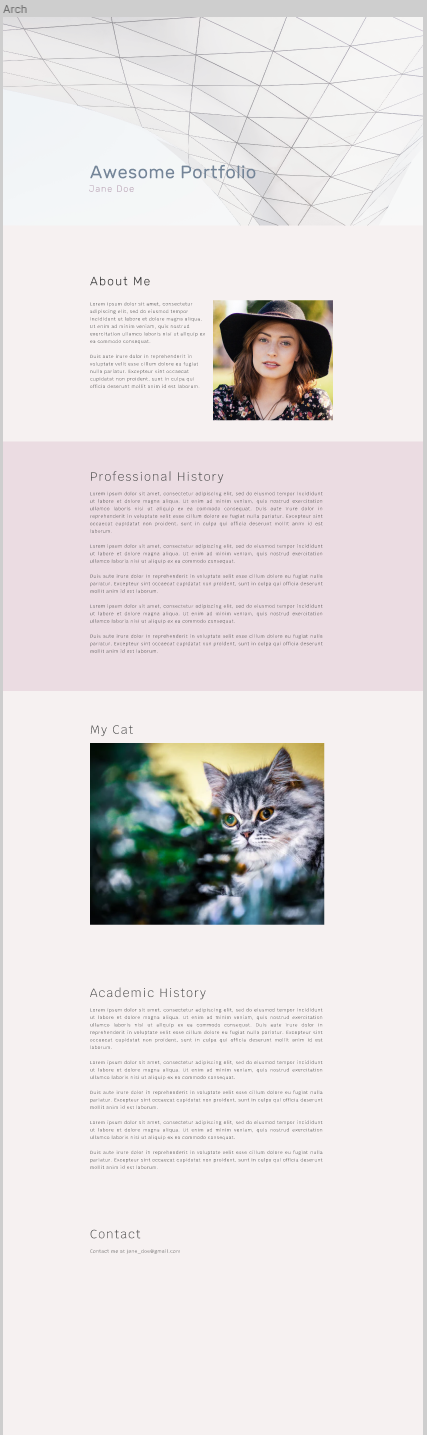 Arch
Awesome Portfolio
Jane Doe
About Me
Lorem ipsum dolor sit amet, consectetur
adipiscing elit, sed do eiusmod tempor
incididunt ut labore et dolore magna aliqua.
Ut enim ad minim veniam, quis nostrud
exercitation ullamco laboris nisi ut aliquip ex
ea commodo consequat.
Duis aute irure dolor in reprehenderit in
voluptate velit esse cillum dolore eu fugiat
nulla pariatur. Excepteur sint occaecat
cupidatat non proident, sunt in culpa qui
officia deserunt mollit anim id est laborum.
Professional History
Lorem ipsum dolor sit amet, consectetur adipiscing elit, sed do eiusmod tempor incididunt
ut labore et dolore magna aliqua. Ut enim ad minim veniam, quis nostrud exercitation
ullamco laboris nisi ut aliquip ex ea commodo consequat. Duis aute irure dolor in
reprehenderit in voluptate velit esse cillum dolore eu fugiat nulla pariatur. Excepteur sint
occaecat cupidatat non proident, sunt in culpa qui officia deserunt mollit anim id est
laborum.
Lorem ipsum dolor sit amet, consectetur adipiscing elit, sed do eiusmod tempor incididunt
ut labore et dolore magna aliqua. Ut enim ad minim veniam, quis nostrud exercitation
ullamco laboris nisi ut aliquip ex ea commodo consequat.
Duis aute irure dolor in reprehenderit in voluptate velit esse cillum dolore eu fugiat nulla
pariatur. Excepteur sint occaecat cupidatat non proident, sunt in culpa qui officia deserunt
mollit anim id est laborum.
Lorem ipsum dolor sit amet, consectetur adipiscing elit, sed do eiusmod tempor incididunt
ut labore et dolore magna aliqua. Ut enim ad minim veniam, quis nostrud exercitation
ullamco laboris nisi ut aliquip ex ea commodo consequat.
Duis aute irure dolor in reprehenderit in voluptate velit esse cillum dolore eu fugiat nulla
pariatur. Excepteur sint occaecat cupidatat non proident, sunt in culpa qui officia deserunt
mollit anim id est laborum.
My Cat
Academic History
Lorem ipsum dolor sit amet, consectetur adipiscing elit, sed do eiusmod tempor incididunt
ut labore et dolore magna aliqua. Ut enim ad minim veniam, quis nostrud exercitation
ullamco laboris nisi ut aliquip ex ea commodo consequat. Duis aute irure dolor in
reprehenderit in voluptate velit esse cillum dolore eu fugiat nulla pariatur. Excepteur sint
occaecat cupidatat non proident, sunt in culpa qui officia deserunt mollit anim id est
laborum.
Lorem ipsum dolor sit amet, consectetur adipiscing elit, sed do eiusmod tempor incididunt
ut labore et dolore magna aliqua. Ut enim ad minim veniam, quis nostrud exercitation
ullamco laboris nisi ut aliquip ex ea commodo consequat.
Duis aute irure dolor in reprehenderit in voluptate velit esse cillum dolore eu fugiat nulla
pariatur. Excepteur sint occaecat cupidatat non proident, sunt in culpa qui officia deserunt
mollit anim id est laborum.
Lorem ipsum dolor sit amet, consectetur adipiscing elit, sed do eiusmod tempor incididunt
ut labore et dolore magna aliqua. Ut enim ad minim veniam, quis nostrud exercitation
ullamco laboris nisi ut aliquip ex ea commodo consequat.
Duis aute irure dolor in reprehenderit in voluptate velit esse cillum dolore eu fugiat nulla
pariatur. Excepteur sint occaecat cupidatat non proident, sunt in culpa qui officia deserunt
mollit anim id est laborum.
Contact
Contact me at jane_doe@gmail.com